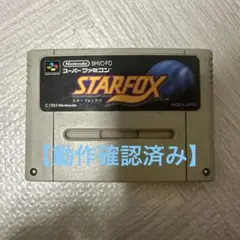 Nintendo SHVC-FO
スーパーファミコン
STARFOX
スターフォックス
©1993 Nintendo
MADE IN JAPAN
【動作確認済み】